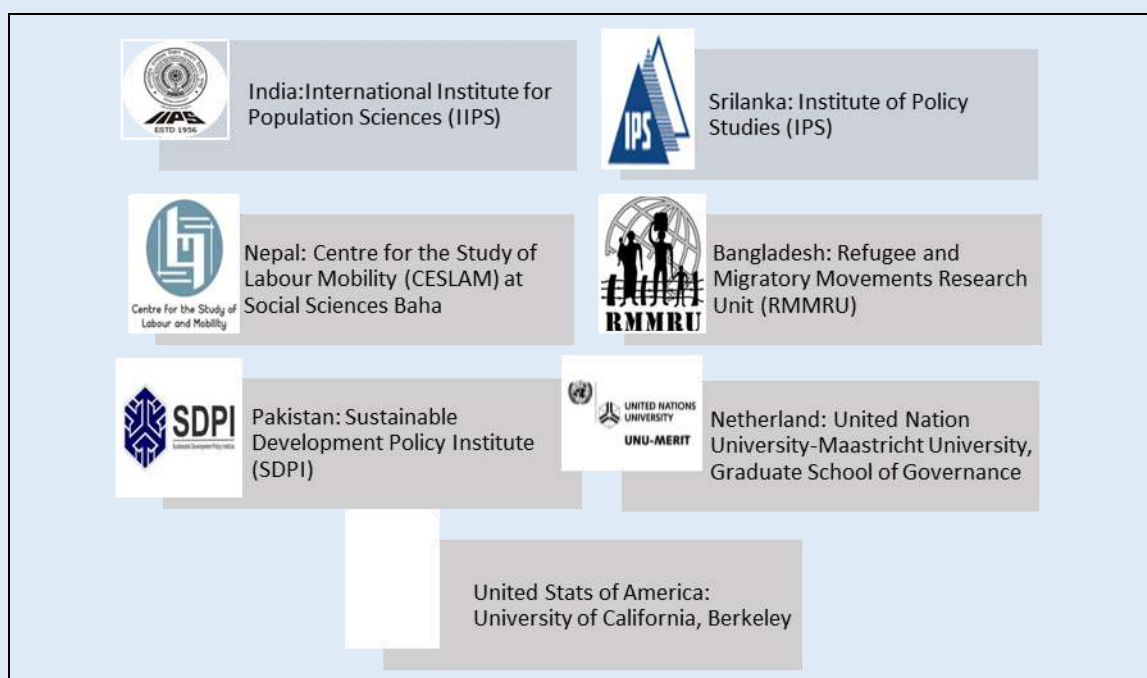 IIPS
ESTD 1956
India:International Institute for
Population Sciences (IIPS)
IPS
Srilanka: Institute of Policy
Studies (IPS)
Centre for the Study of
Labour and Mobility
Nepal: Centre for the Study of
Labour Mobility (CESLAM) at
Social Sciences Baha
RMMRU
Bangladesh: Refugee and
Migratory Movements Research
Unit (RMMRU)
SDPI
Sustainable Development Policy Institute
Pakistan: Sustainable
Development Policy Institute
(SDPI)
UNITED NATIONS
UNIVERSITY
UNU-MERIT
Netherland: United Nation
University-Maastricht University,
Graduate School of Governance
United Stats of America:
University of California, Berkeley